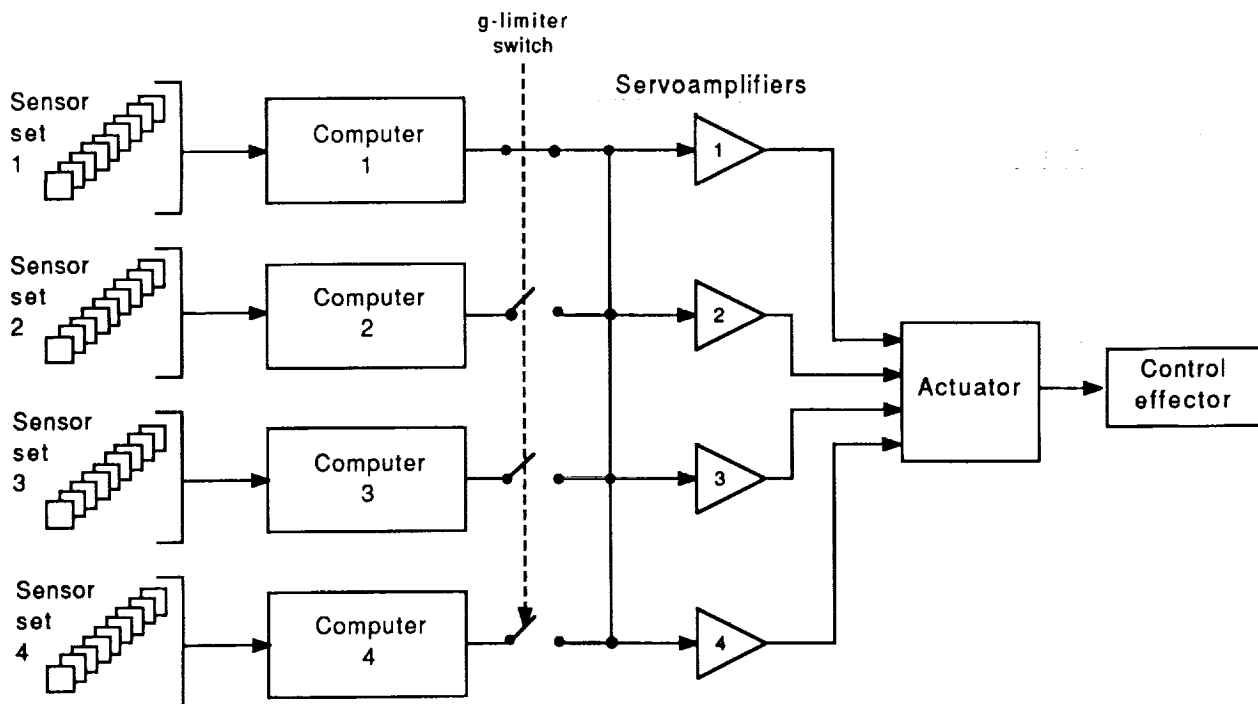 g-limiter
switch
Servoamplifiers
Sensor
set
1
Computer
1
1
Sensor
set
2
Computer
2
2
Sensor
set
3
Computer
3
3
Sensor
set
4
Computer
4
4
Actuator
Control
effector